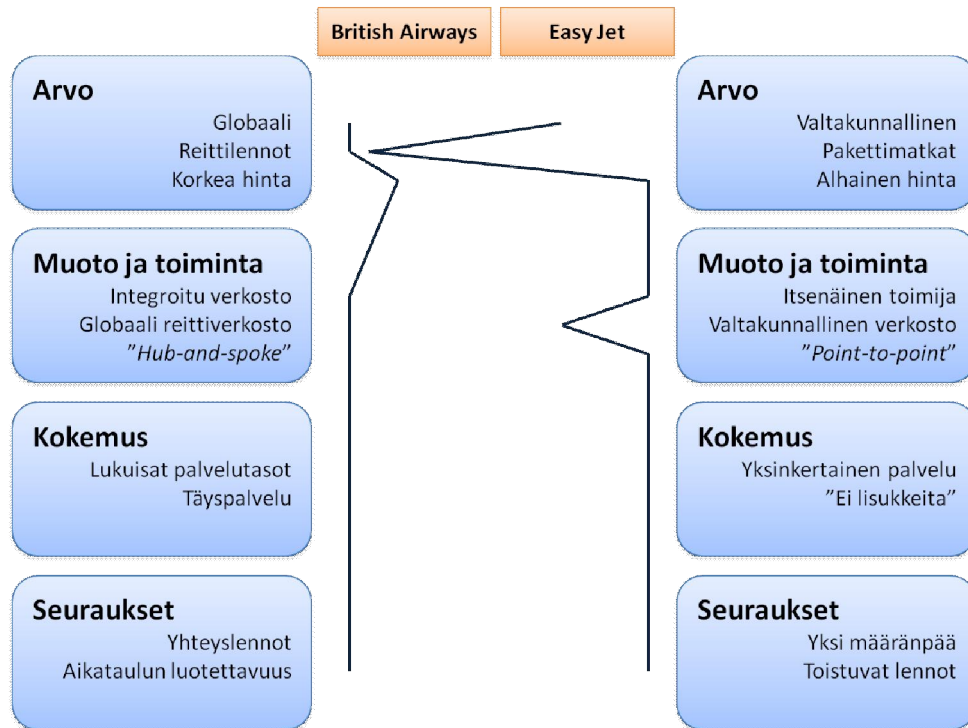 British Airways
Easy Jet
Arvo
Globaali
Reittilennot
Korkea hinta
Muoto ja toiminta
Integroitu verkosto
Globaali reittiverkosto
”Hub-and-spoke”
Kokemus
Lukuisat palvelutasot
Täyspalvelu
Seuraukset
Yhteyslennot
Aikataulun luotettavuus
Arvo
Valtakunnallinen
Pakettimatkat
Alhainen hinta
Muoto ja toiminta
Itsenäinen toimija
Valtakunnallinen verkosto
”Point-to-point”
Kokemus
Yksinkertainen palvelu
”Ei lisukkeita”
Seuraukset
Yksi määränpää
Toistuvat lennot